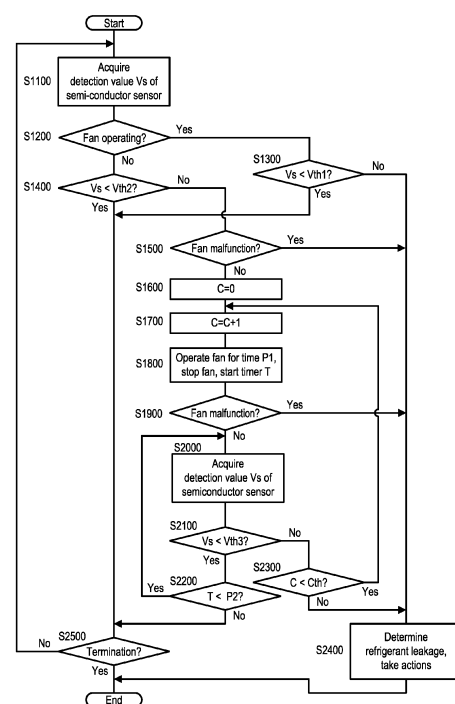 Start
S1100
Acquire
detection value Vs of
semi-conductor sensor
S1200
Fan operating?
Yes
No
S1300
Vs < Vth1?
No
Yes
S1400
Vs < Vth2?
No
Yes
S1500
Fan malfunction?
Yes
No
S1600
C=0
S1700
C=C+1
S1800
Operate fan for time P1,
stop fan, start timer T
S1900
Fan malfunction?
Yes
No
S2000
Acquire
detection value Vs of
semiconductor sensor
S2100
Vs < Vth3?
No
Yes
S2200
T < P2?
Yes
No
S2300
C < Cth?
Yes
No
S2400
Determine
refrigerant leakage,
take actions
S2500
Termination?
No
Yes
End